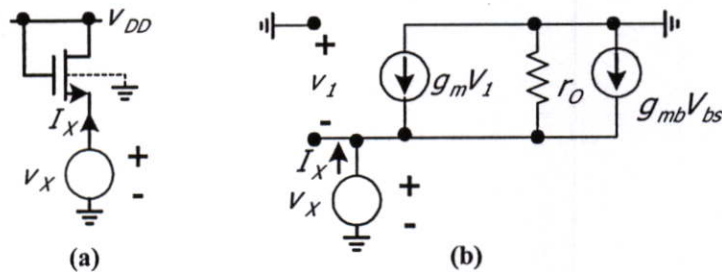 V_DD
I_X
v_X
+
-
(a)
+
v_1
-
g_mV_1
r_o
g_mbV_bs
I_X
v_X
+
-
(b)